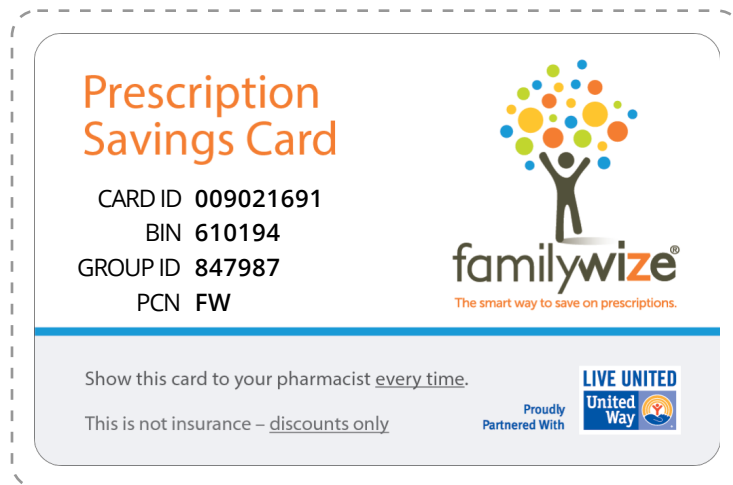 Prescription
Savings Card
CARD ID 009021691
BIN 610194
GROUP ID 847987
PCN FW
familywize®
The smart way to save on prescriptions.
Show this card to your pharmacist every time.
This is not insurance – discounts only
Proudly
Partnered With
LIVE UNITED
United
Way